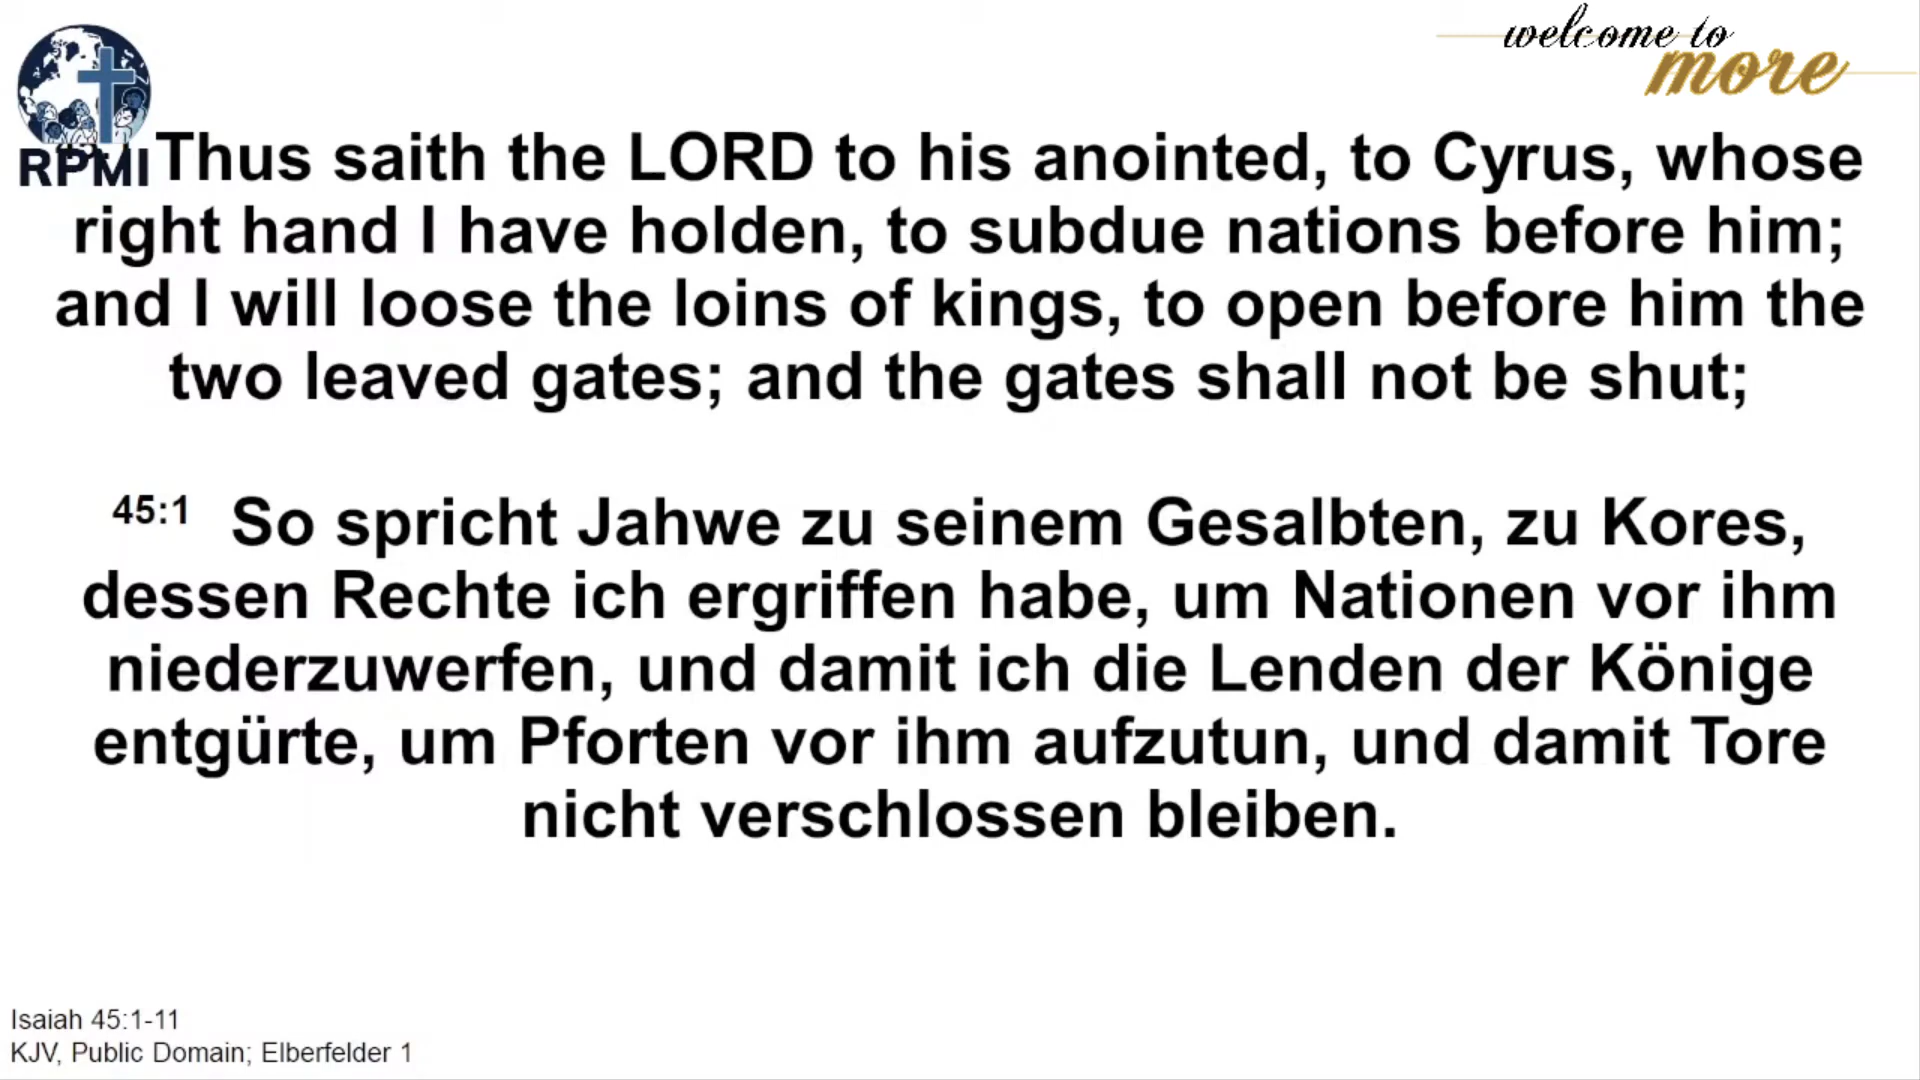 welcome to
more
RPMI
Thus saith the LORD to his anointed, to Cyrus, whose
right hand I have holden, to subdue nations before him;
and I will loose the loins of kings, to open before him the
two leaved gates; and the gates shall not be shut;
45:1 So spricht Jahwe zu seinem Gesalbten, zu Kores,
dessen Rechte ich ergriffen habe, um Nationen vor ihm
niederzuwerfen, und damit ich die Lenden der Könige
entgürte, um Pforten vor ihm aufzutun, und damit Tore
nicht verschlossen bleiben.
Isaiah 45:1-11
KJV, Public Domain; Elberfelder 1